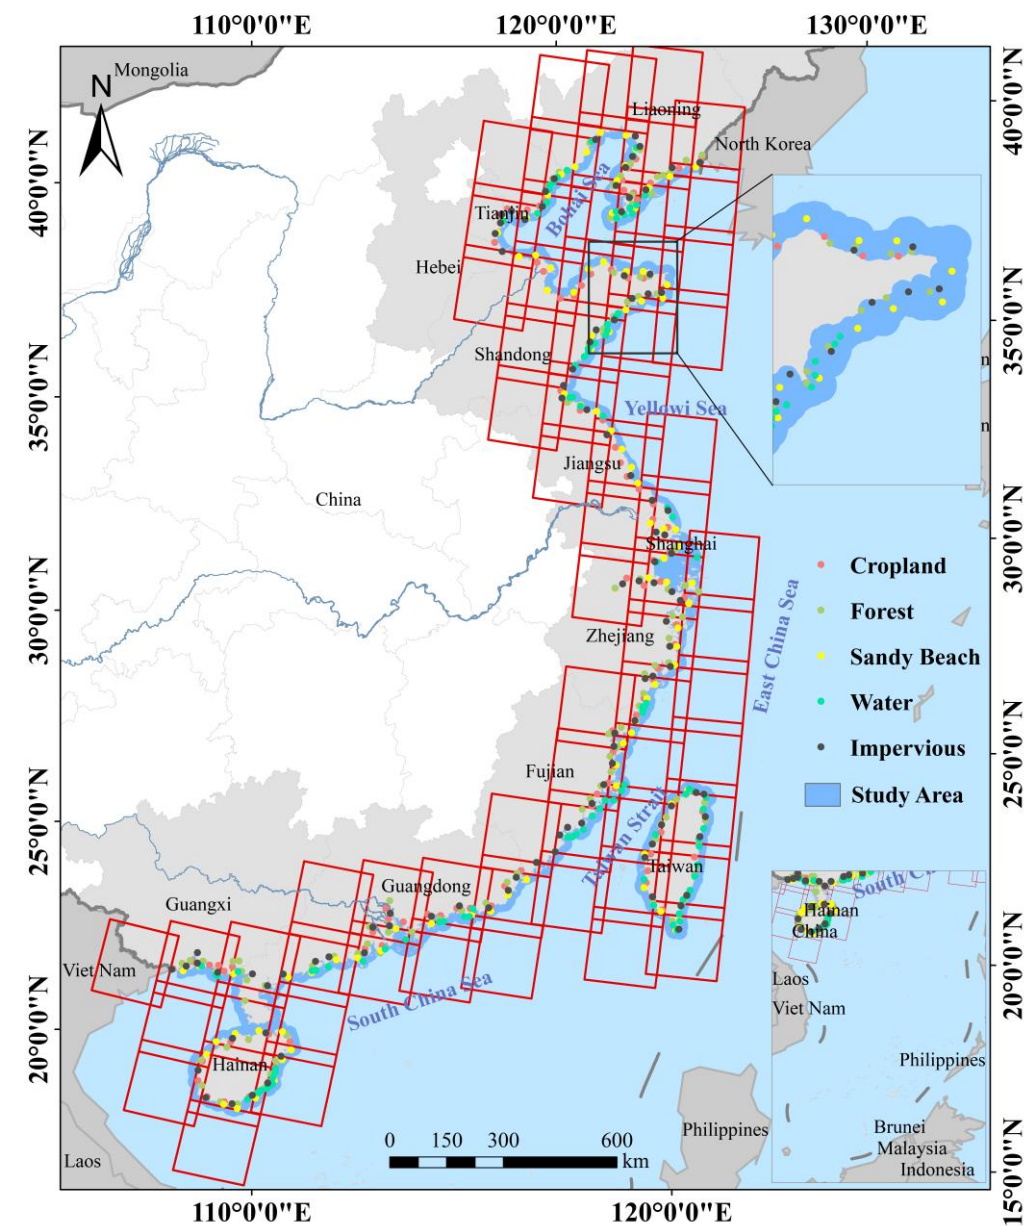 110°0'0"E
120°0'0"E
130°0'0"E
Mongolia
N
Liaoning
North Korea
40°0'0"N
40°0'0"N
Bohai Sea
Tianjin
Hebei
Shandong
35°0'0"N
35°0'0"N
n
Yellowi Sea
n
Jiangsu
China
30°0'0"N
30°0'0"N
Shanghai
Cropland
Forest
Zhejiang
East China Sea
Sandy Beach
Water
Impervious
Fujian
25°0'0"N
25°0'0"N
Study Area
Taiwan Strait
Taiwan
Guangdong
South C
Guangxi
Hainan
China
Viet Nam
Laos
20°0'0"N
South China Sea
Viet Nam
20°0'0"N
Hainan
Philippines
Philippines
Brunei
0 150 300 600
km
Malaysia
Laos
Indonesia
15°0'0"N
110°0'0"E
120°0'0"E